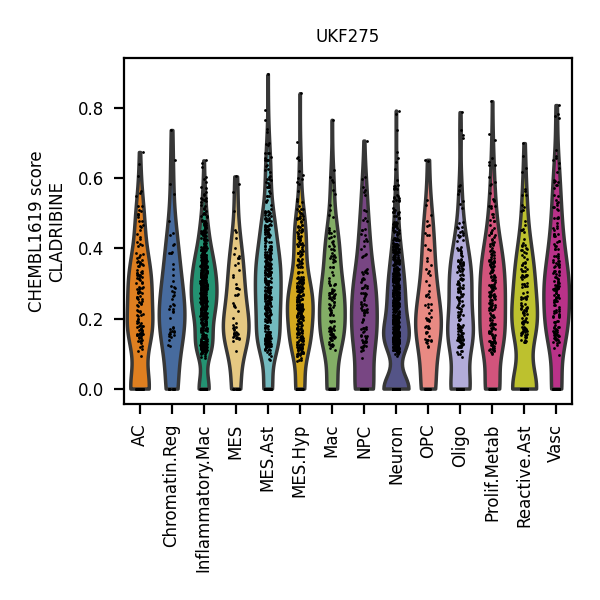 UKF275
CHEMBL1619 score
CLADRIBINE
0.8
0.6
0.4
0.2
0.0
AC
Chromatin.Reg
Inflammatory.Mac
MES
MES.Ast
MES.Hyp
Mac
NPC
Neuron
OPC
Oligo
Prolif.Metab
Reactive.Ast
Vasc